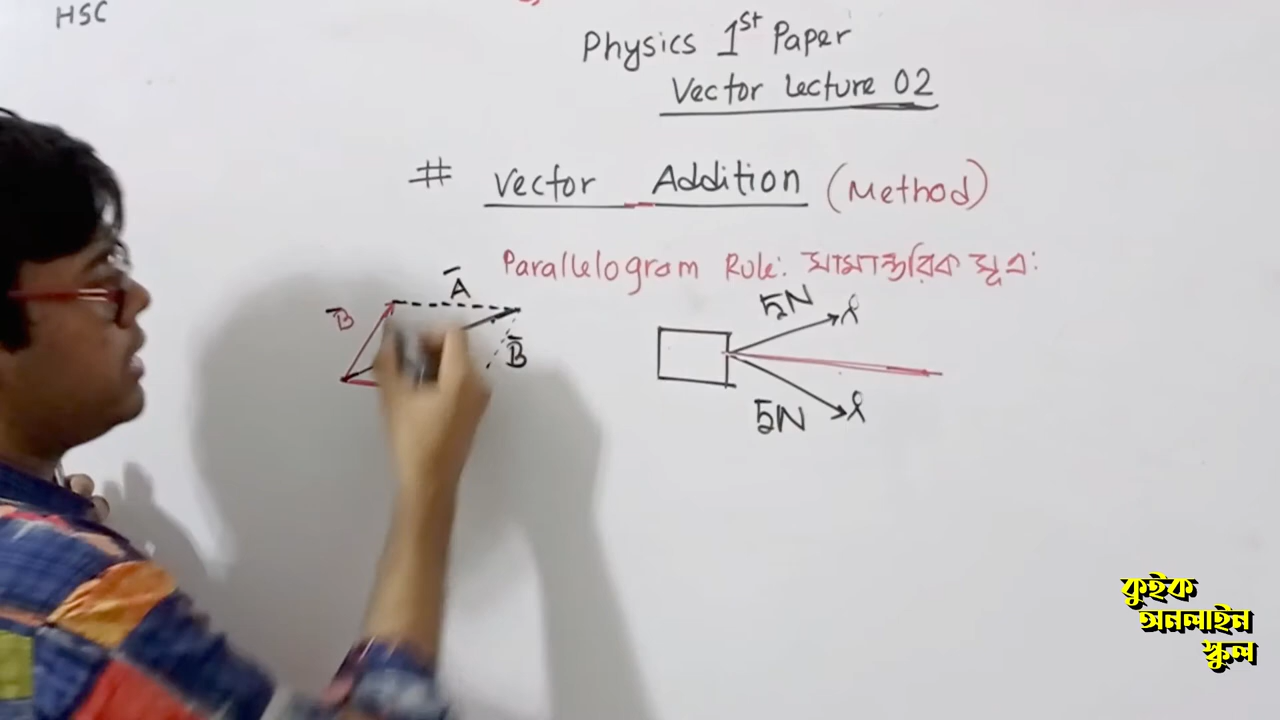 HSC
Physics 1st Paper
Vector Lecture 02
# Vector Addition (Method)
Parallelogram Rule: সামান্তরিক সূত্র:
A
B
B
5N
5N
কুইক
অনলাইন
স্কুল